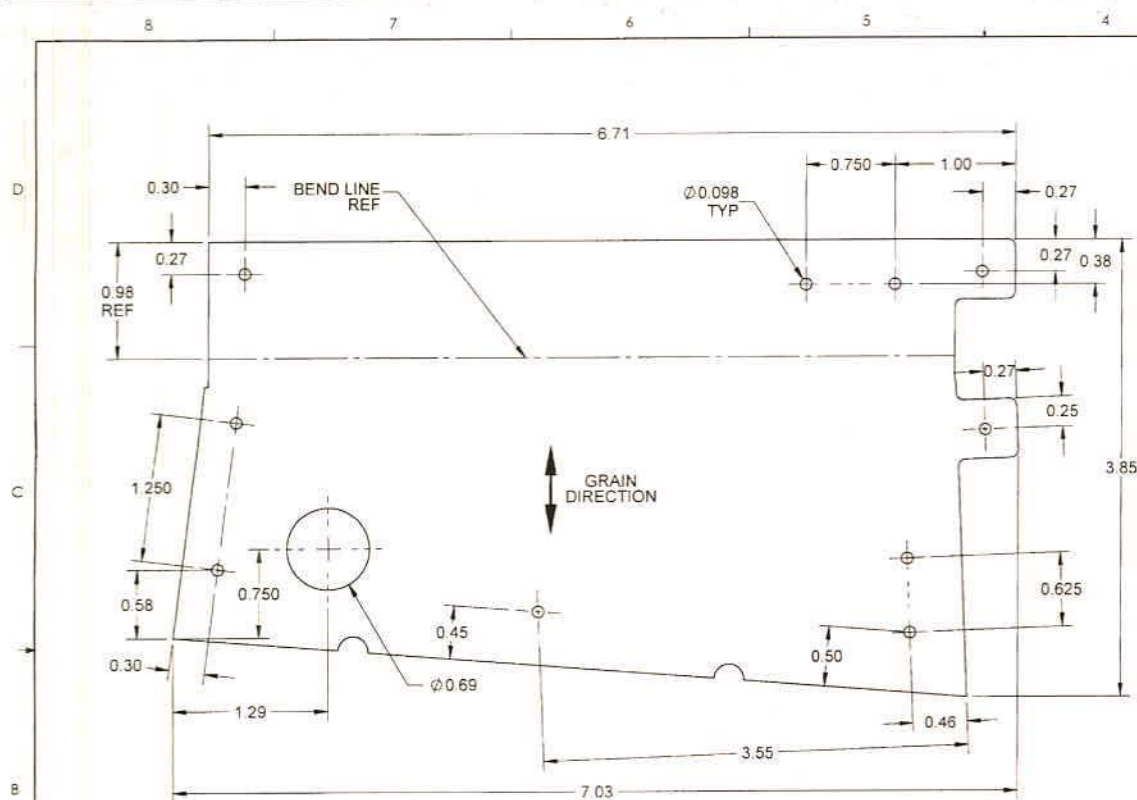 8 7 6 5 4
6.71
0.750 1.00
D
0.30 BEND LINE REF Ø0.098 TYP 0.27
0.27 0.27 0.38
0.98 REF
0.27
0.25
1.250 GRAIN DIRECTION 3.85
C
0.750 0.625
0.58 0.45 0.50
0.30 Ø0.69
1.29 0.46
3.55
B 7.03